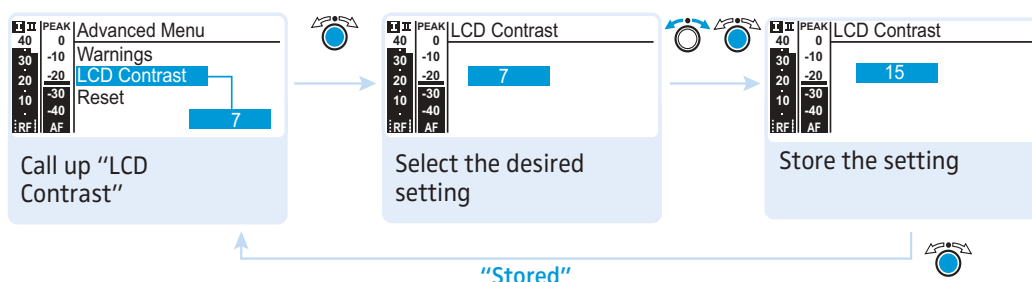 I II PEAK Advanced Menu
40 0 Warnings
30 -10 LCD Contrast
20 -20 Reset
10 -30 7
-40
RF AF
Call up “LCD
Contrast”
I II PEAK LCD Contrast
40 0
30 -10
20 -20 7
10 -30
-40
RF AF
Select the desired
setting
I II PEAK LCD Contrast
40 0
30 -10
20 -20 15
10 -30
-40
RF AF
Store the setting
“Stored”